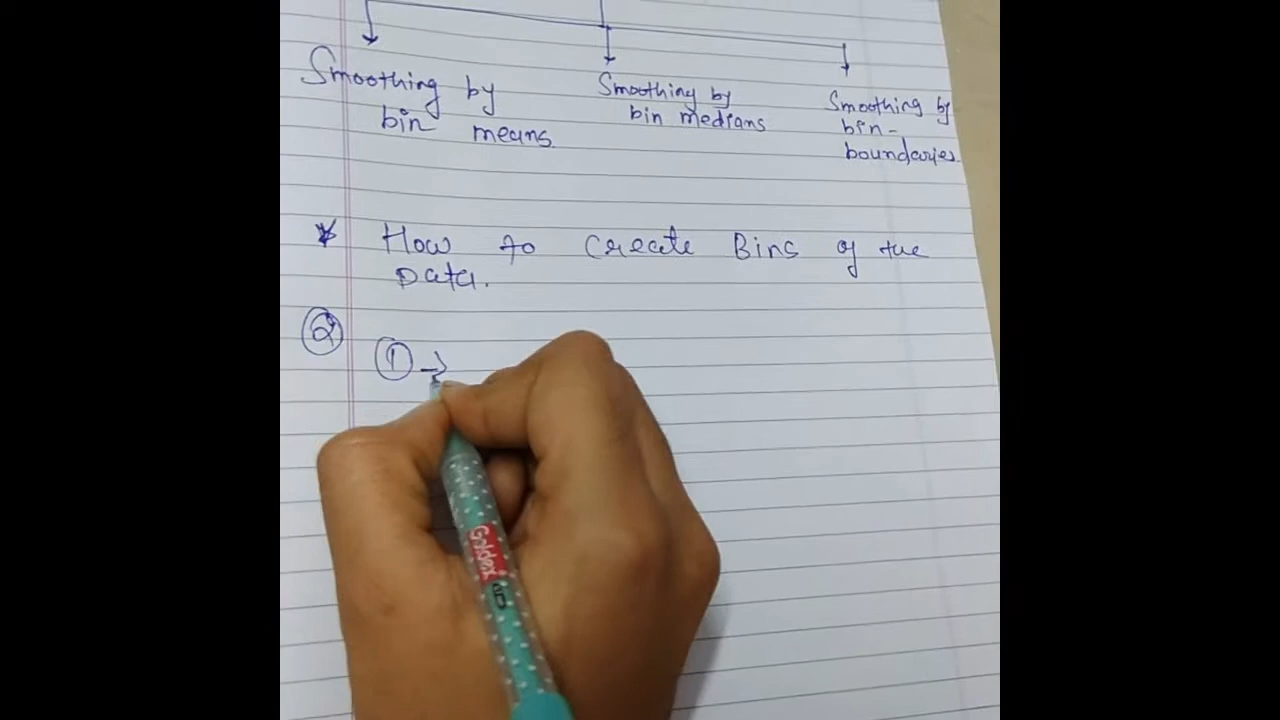 Smoothing by
bin means
Smoothing by
bin medians
Smoothing by
bin-
boundaries.
* How to create Bins of the
Data.
Q
① →
Goldex